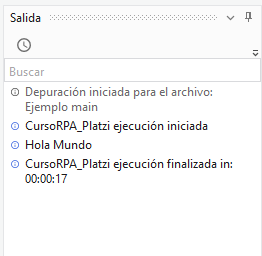 Salida
Buscar
Depuración iniciada para el archivo:
Ejemplo main
CursoRPA_Platzi ejecución iniciada
Hola Mundo
CursoRPA_Platzi ejecución finalizada in:
00:00:17